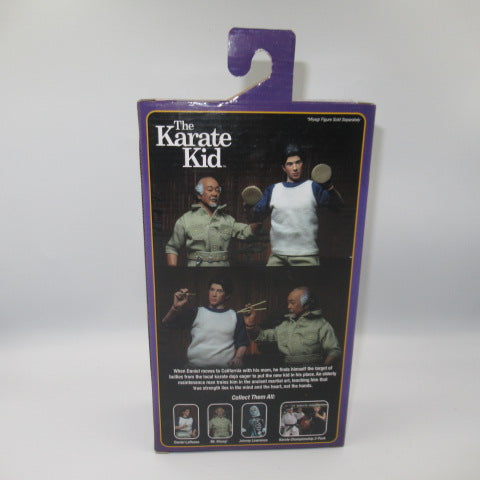 *Miyagi Figure Sold Separately
The
Karate
Kid™
When Daniel moves to California with his mom, he finds himself the target of
bullies from the local karate dojo eager to put the new kid in his place. An elderly
maintenance man trains him in the ancient martial art, teaching him that
true strength lies in the mind and the heart, not the hands.
Collect Them All:
Daniel LaRusso
Mr. Miyagi*
Johnny Lawrence
Karate Championship 2-Pack